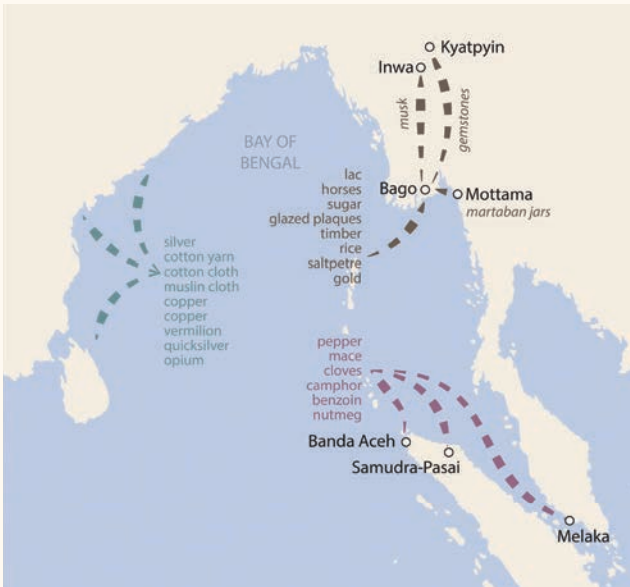 Kyatpyin
Inwa
musk
gemstones
BAY OF
BENGAL
Bago
Mottama
martaban jars
lac
horses
sugar
glazed plaques
timber
rice
saltpetre
gold
silver
cotton yarn
cotton cloth
muslin cloth
copper
copper
vermilion
quicksilver
opium
pepper
mace
cloves
camphor
benzoin
nutmeg
Banda Aceh
Samudra-Pasai
Melaka